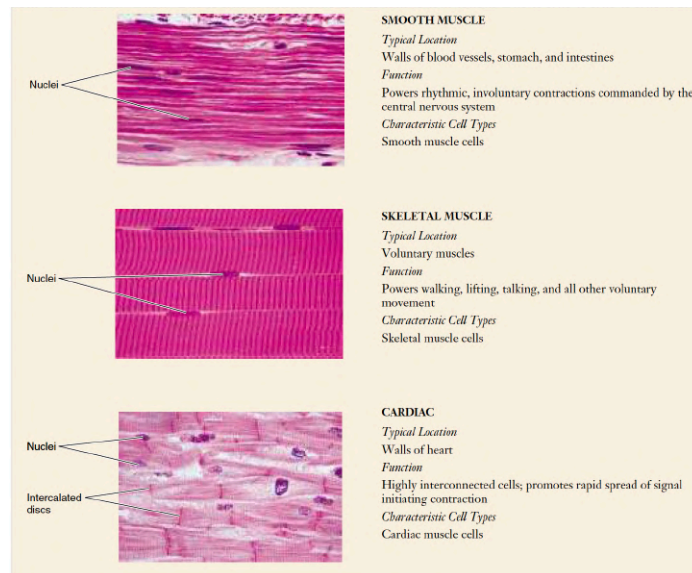 SMOOTH MUSCLE
Typical Location
Walls of blood vessels, stomach, and intestines
Function
Powers rhythmic, involuntary contractions commanded by the
central nervous system
Characteristic Cell Types
Smooth muscle cells
Nuclei
SKELETAL MUSCLE
Typical Location
Voluntary muscles
Function
Powers walking, lifting, talking, and all other voluntary
movement
Characteristic Cell Types
Skeletal muscle cells
Nuclei
CARDIAC
Typical Location
Walls of heart
Function
Highly interconnected cells; promotes rapid spread of signal
initiating contraction
Characteristic Cell Types
Cardiac muscle cells
Nuclei
Intercalated
discs